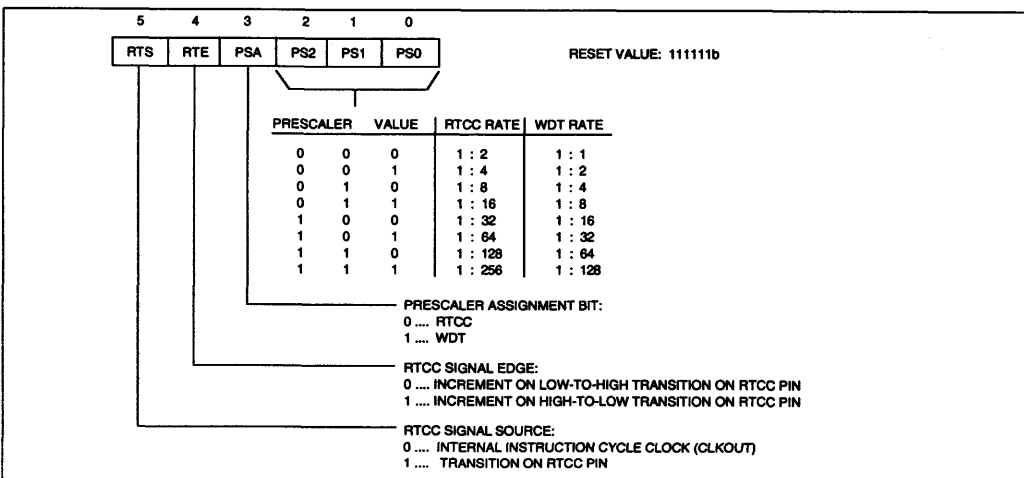 5 4 3 2 1 0
RTS RTE PSA PS2 PS1 PS0 RESET VALUE: 111111b
PRESCALER VALUE RTCC RATE WDT RATE
0 0 0 1 : 2 1 : 1
0 0 1 1 : 4 1 : 2
0 1 0 1 : 8 1 : 4
0 1 1 1 : 16 1 : 8
1 0 0 1 : 32 1 : 16
1 0 1 1 : 64 1 : 32
1 1 0 1 : 128 1 : 64
1 1 1 1 : 256 1 : 128
PRESCALER ASSIGNMENT BIT:
0 .... RTCC
1 .... WDT
RTCC SIGNAL EDGE:
0 .... INCREMENT ON LOW-TO-HIGH TRANSITION ON RTCC PIN
1 .... INCREMENT ON HIGH-TO-LOW TRANSITION ON RTCC PIN
RTCC SIGNAL SOURCE:
0 .... INTERNAL INSTRUCTION CYCLE CLOCK (CLKOUT)
1 .... TRANSITION ON RTCC PIN